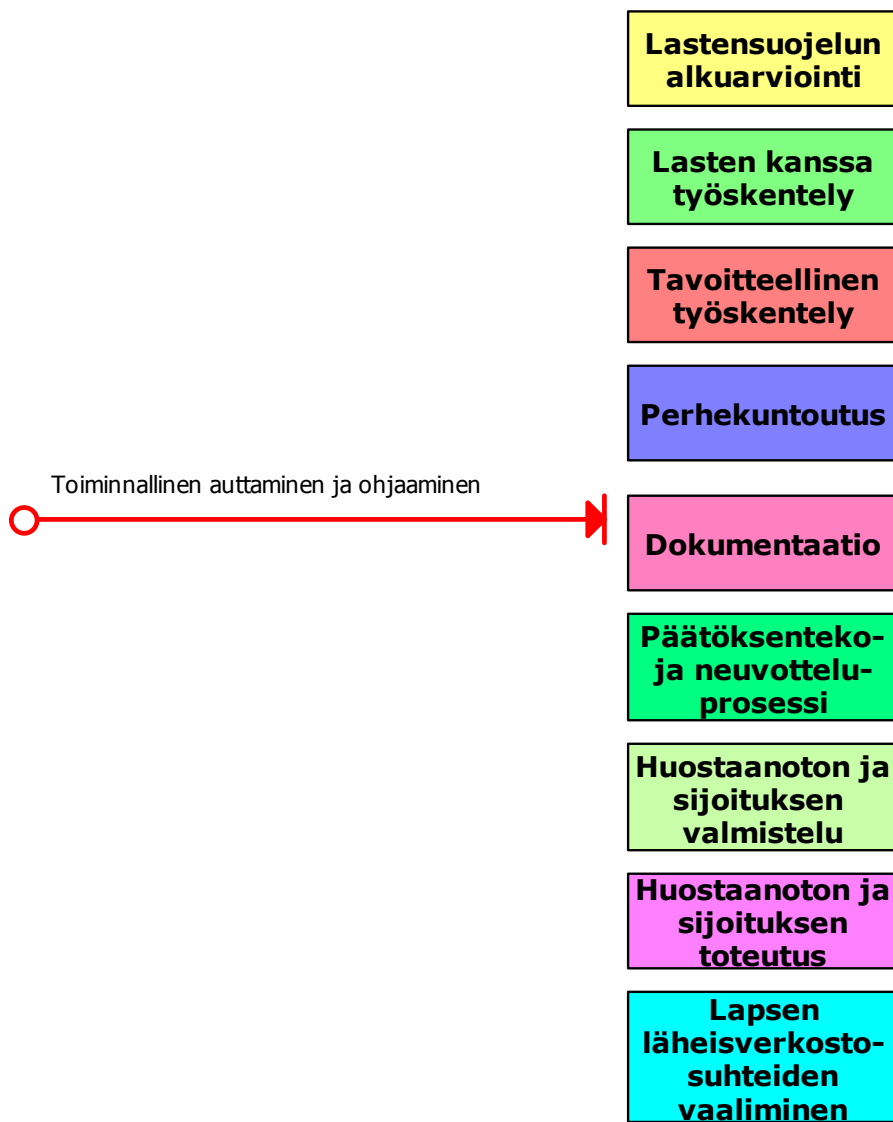 Lastensuojelun
alkuarviointi
Lasten kanssa
työskentely
Tavoitteellinen
työskentely
Perhekuntoutus
Toiminnallinen auttaminen ja ohjaaminen
Dokumentaatio
Päätöksenteko-
ja neuvottelu-
prosessi
Huostaanoton ja
sijoituksen
valmistelu
Huostaanoton ja
sijoituksen
toteutus
Lapsen
läheisverkosto-
suhteiden
vaaliminen